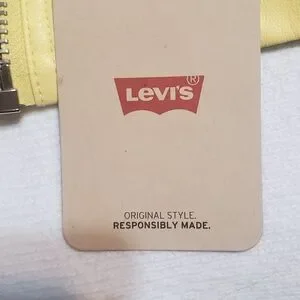 LEVI'S®
ORIGINAL STYLE.
RESPONSIBLY MADE.